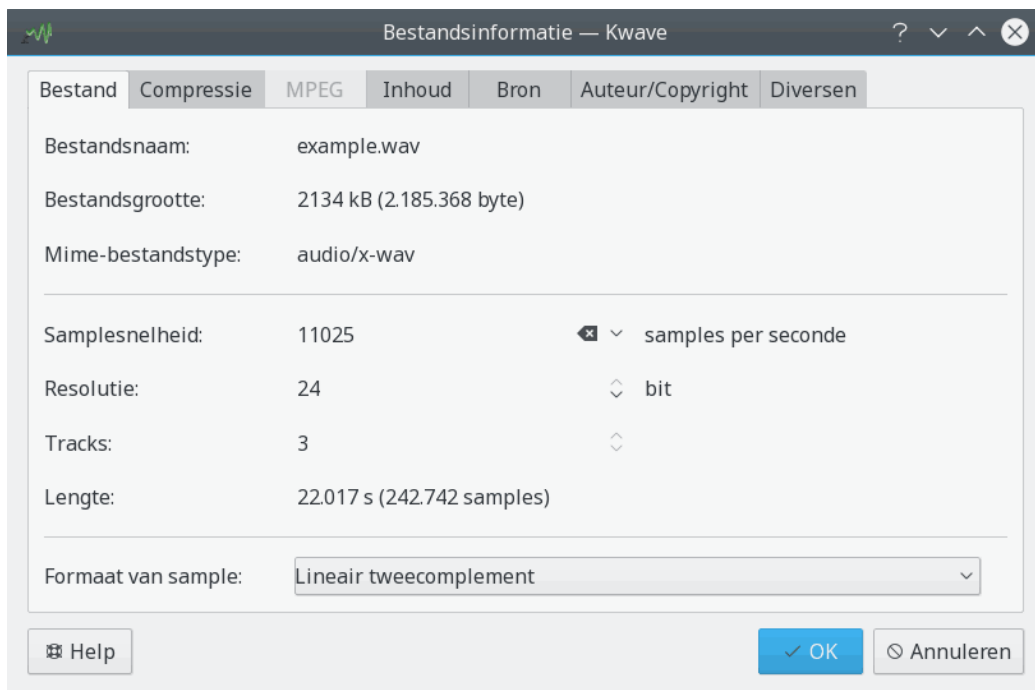 Bestandsinformatie — Kwave
Bestand Compressie MPEG Inhoud Bron Auteur/Copyright Diversen
Bestandsnaam: example.wav
Bestandsgrootte: 2134 kB (2.185.368 byte)
Mime-bestandstype: audio/x-wav
Samplesnelheid: 11025 samples per seconde
Resolutie: 24 bit
Tracks: 3
Lengte: 22.017 s (242.742 samples)
Formaat van sample: Lineair tweecomplement
Help OK Annuleren